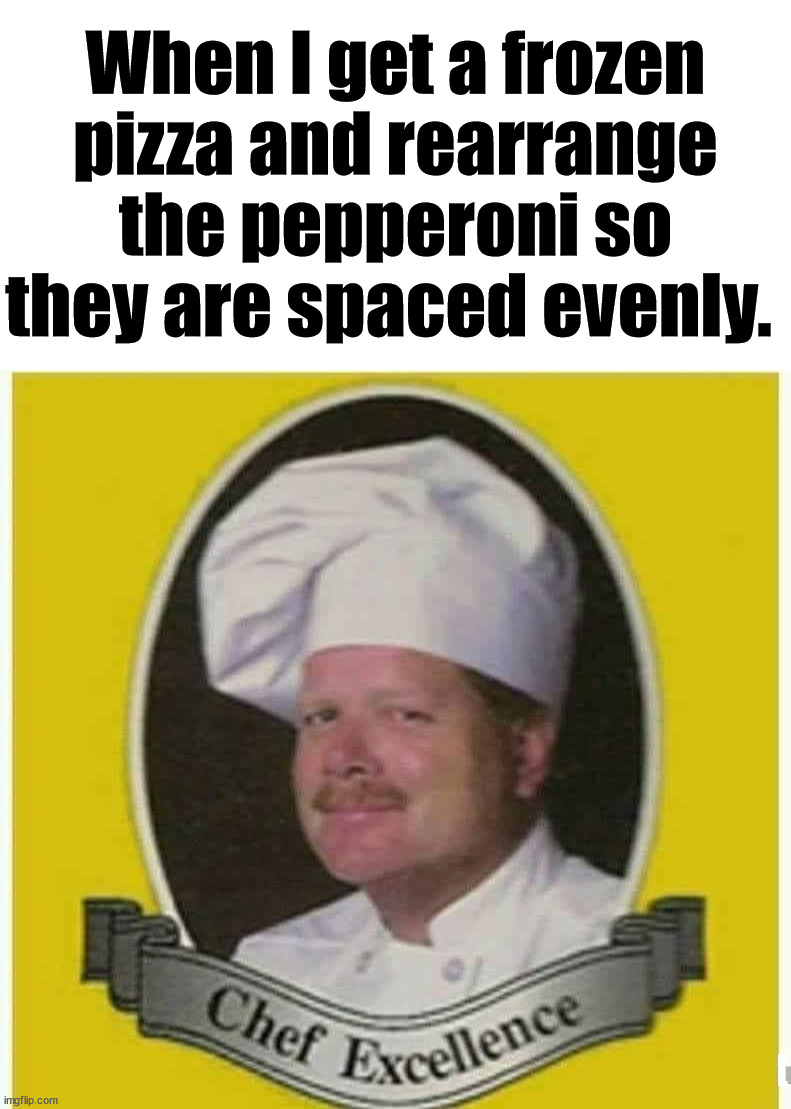 When I get a frozen
pizza and rearrange
the pepperoni so
they are spaced evenly.
Chef Excellence
imgflip.com